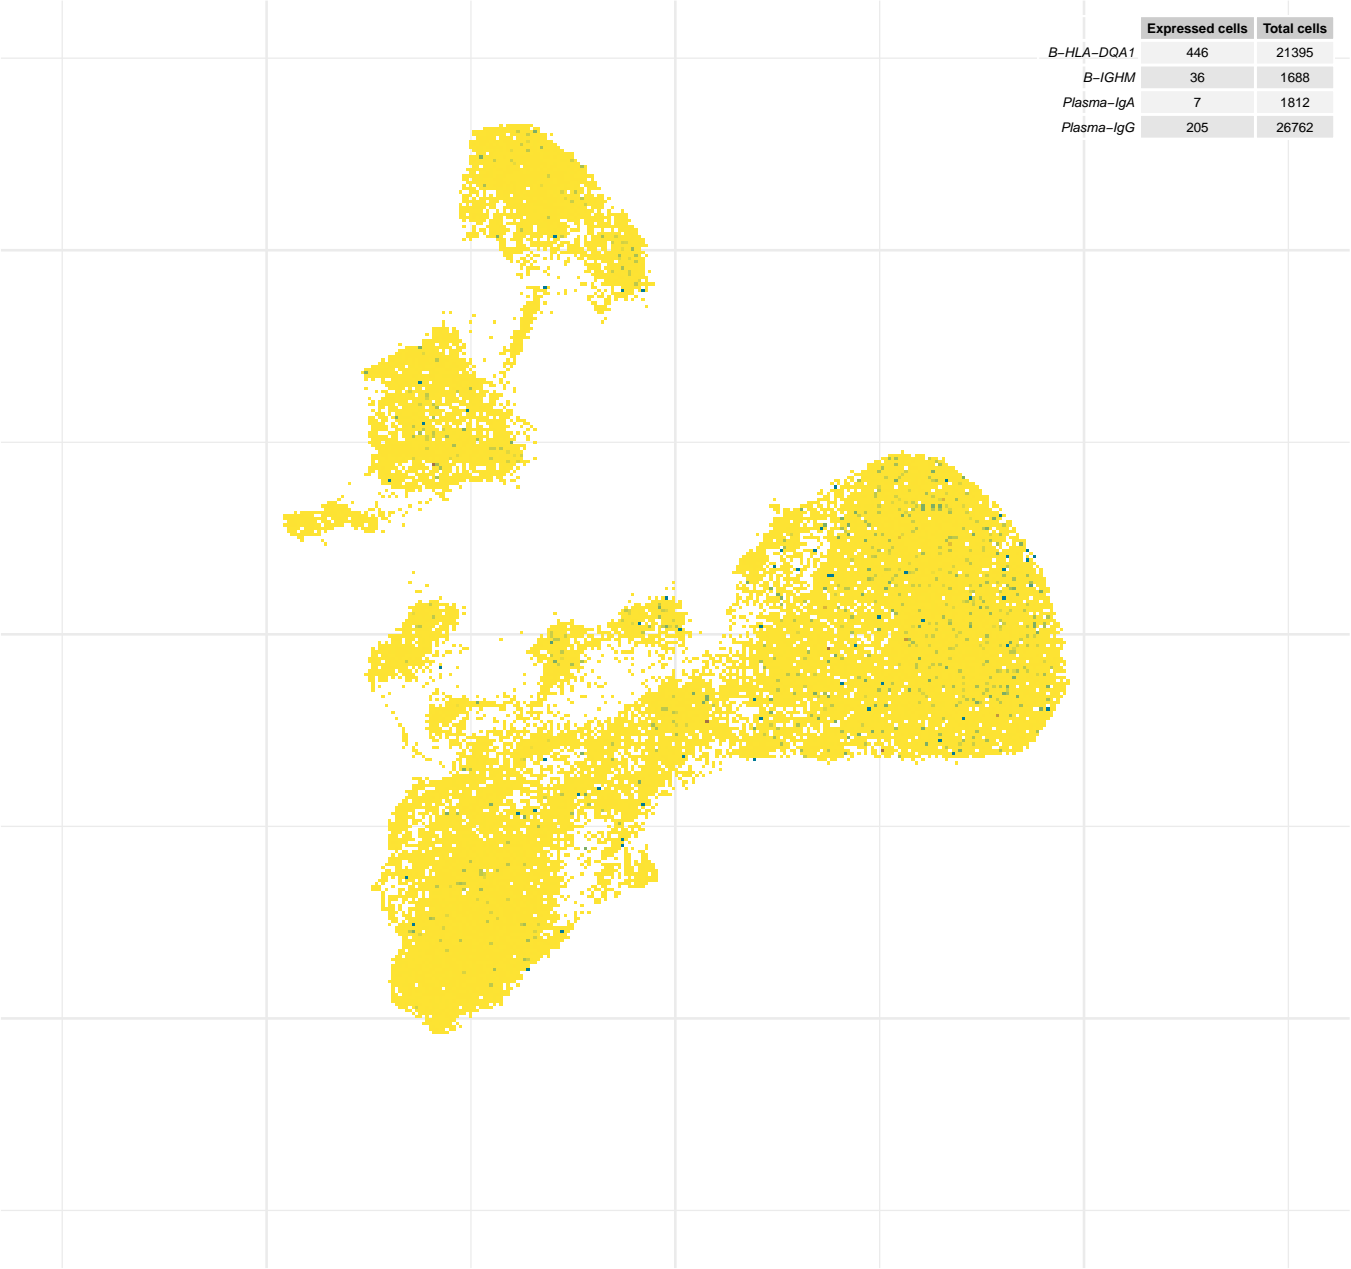 Expressed cells Total cells
B−HLA−DQA1 446 21395
B−IGHM 36 1688
Plasma−IgA 7 1812
Plasma−IgG 205 26762